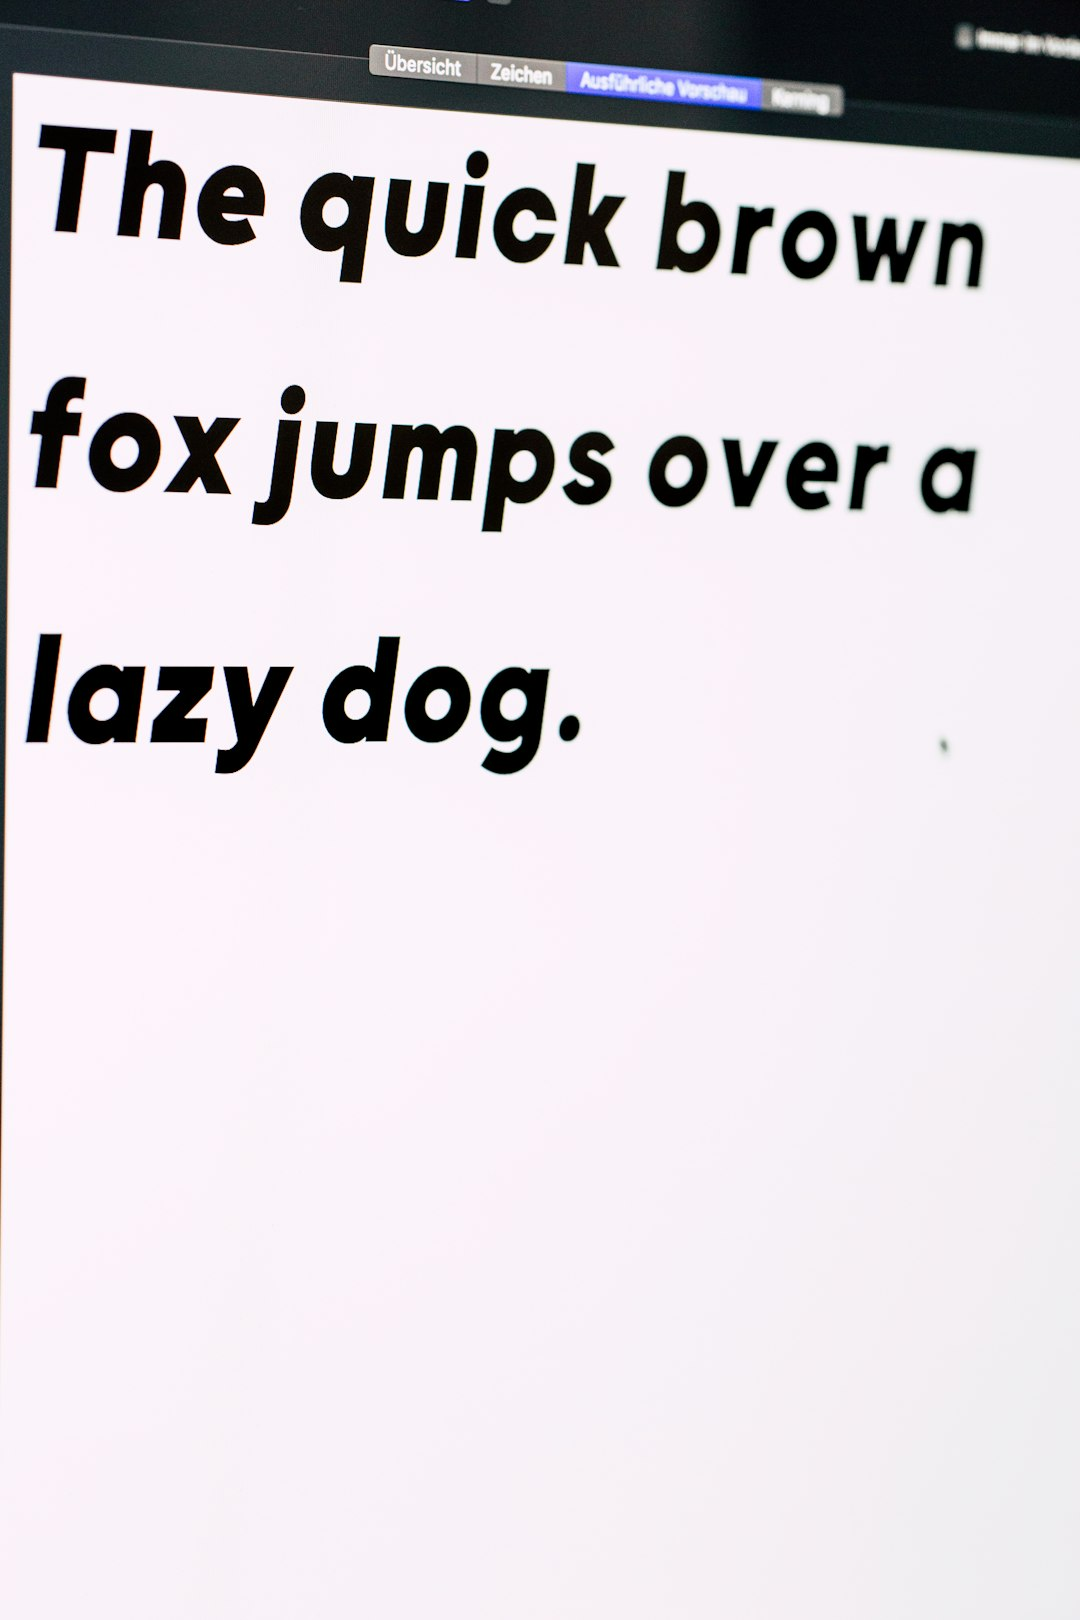 Übersicht Zeichen Ausführliche Vorschau Kerning
The quick brown
fox jumps over a
lazy dog.